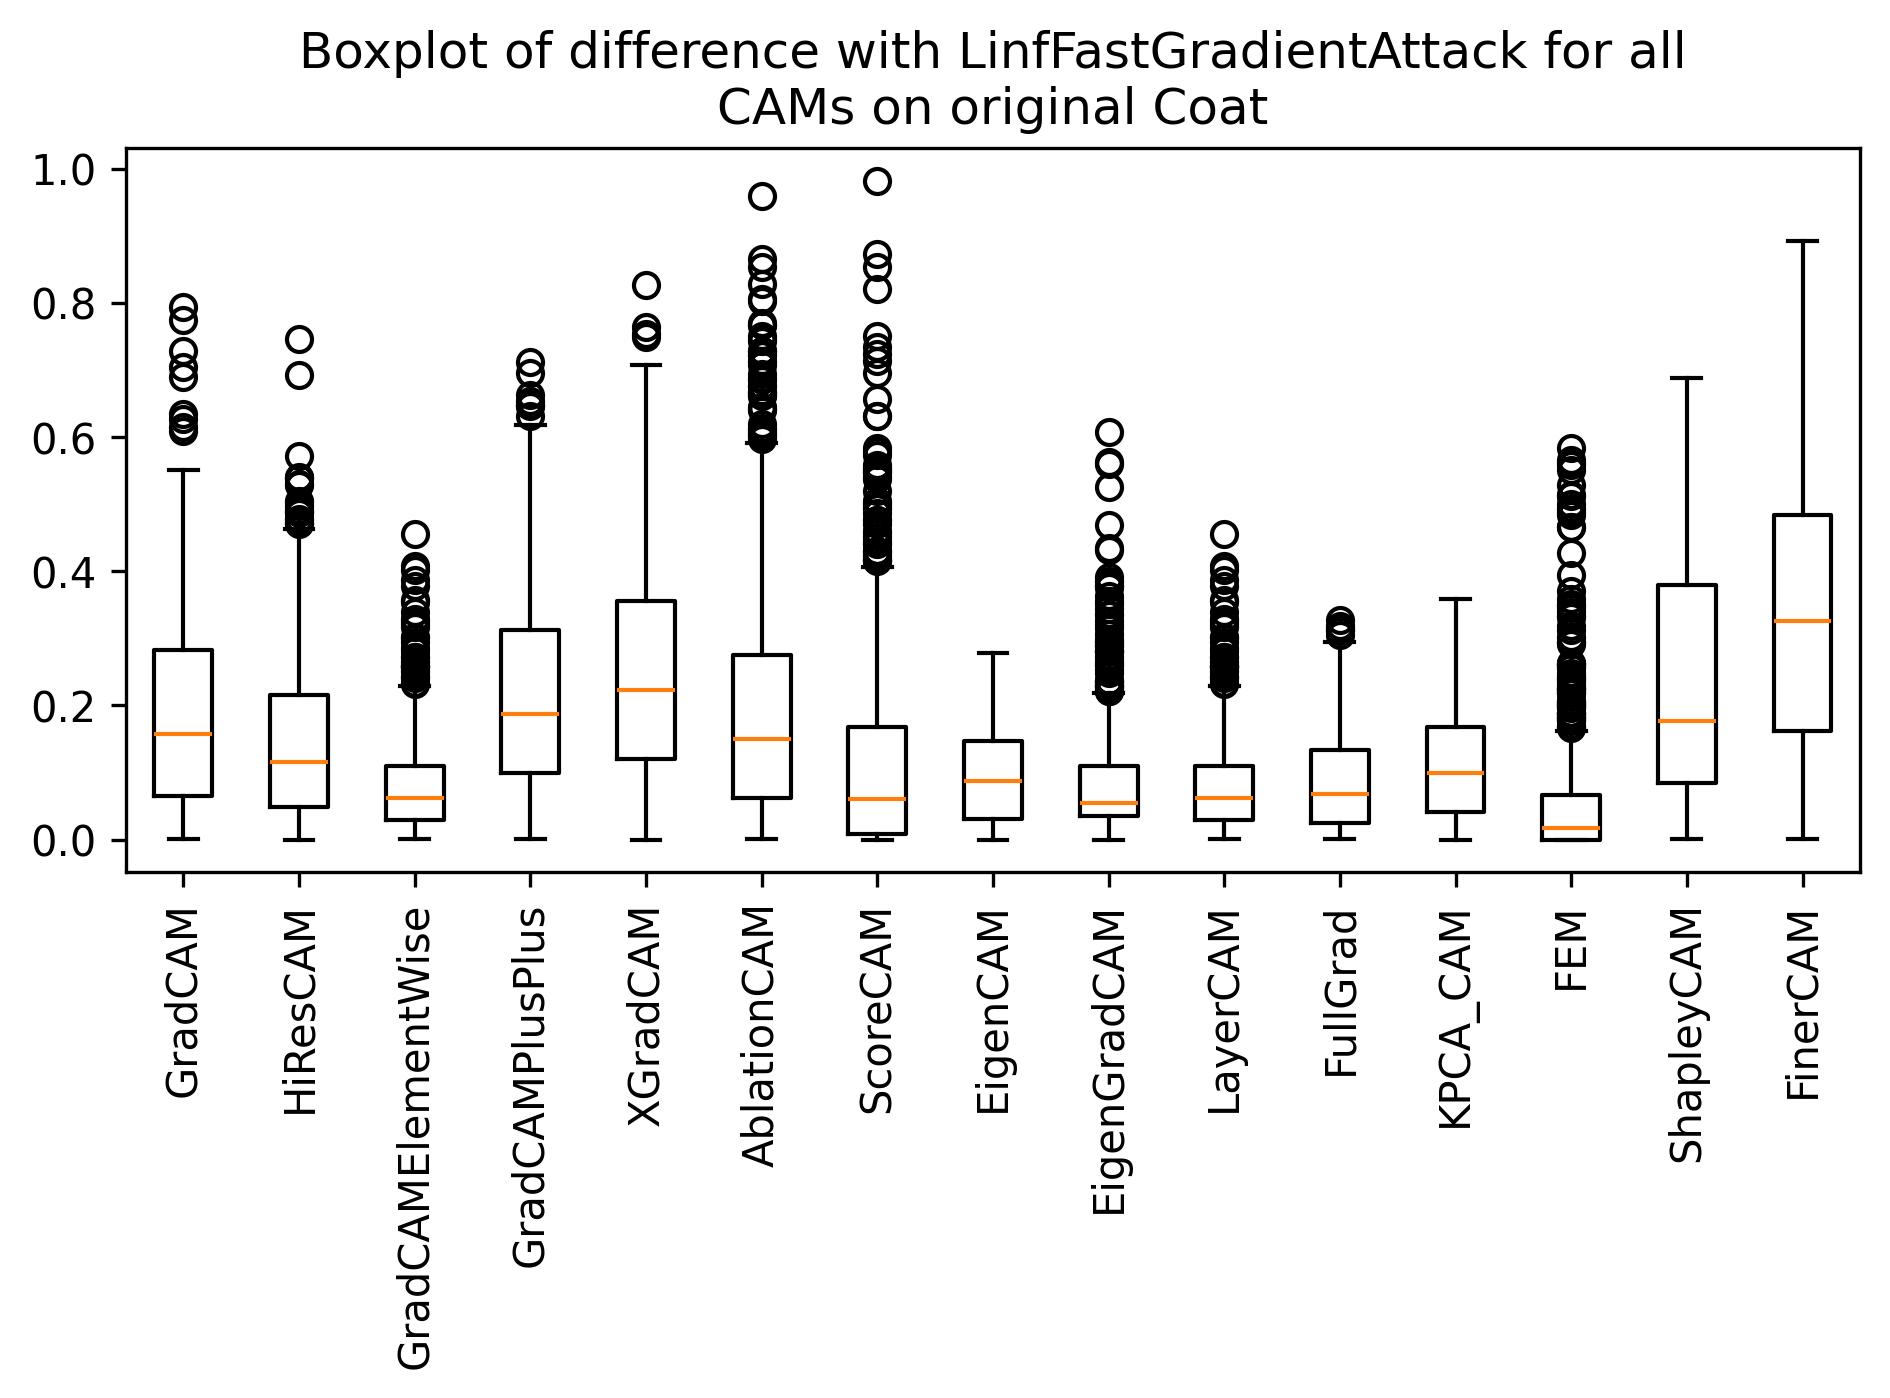 Boxplot of difference with LinfFastGradientAttack for all
CAMs on original Coat
1.0
0.8
0.6
0.4
0.2
0.0
GradCAM
HiResCAM
GradCAMElementWise
GradCAMPlusPlus
XGradCAM
AblationCAM
ScoreCAM
EigenCAM
EigenGradCAM
LayerCAM
FullGrad
KPCA_CAM
FEM
ShapleyCAM
FinerCAM